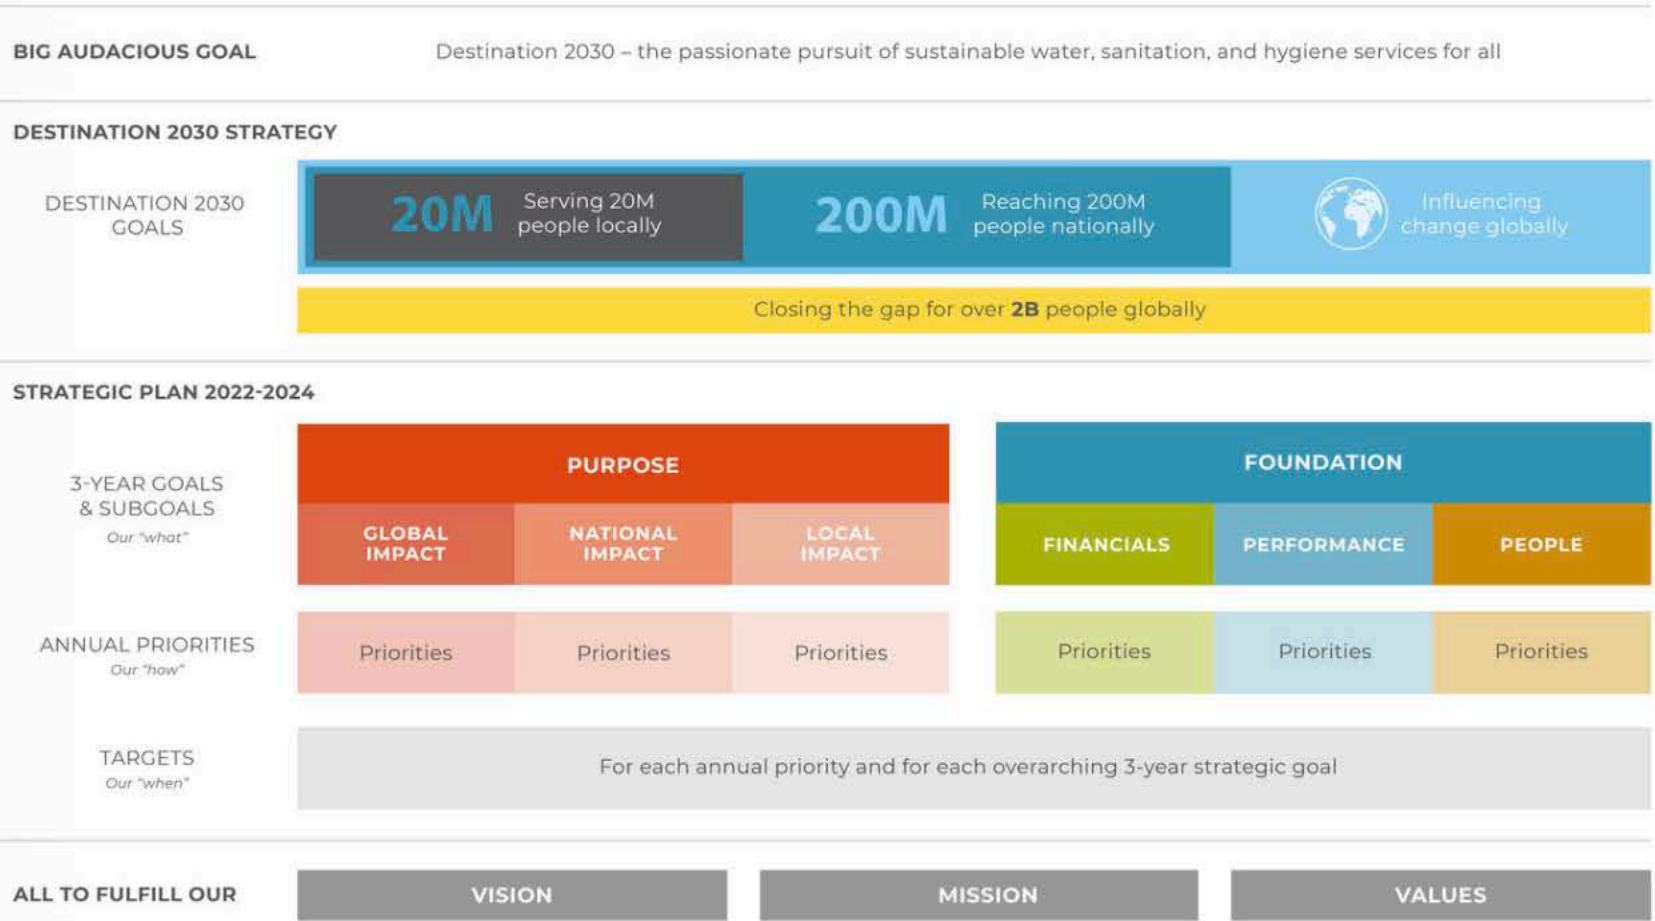 BIG AUDACIOUS GOAL
Destination 2030 – the passionate pursuit of sustainable water, sanitation, and hygiene services for all
DESTINATION 2030 STRATEGY
DESTINATION 2030
GOALS
20M
Serving 20M
people locally
200M
Reaching 200M
people nationally
Influencing
change globally
Closing the gap for over 2B people globally
STRATEGIC PLAN 2022-2024
3-YEAR GOALS
& SUBGOALS
Our "what"
PURPOSE
GLOBAL
IMPACT
NATIONAL
IMPACT
LOCAL
IMPACT
FOUNDATION
FINANCIALS
PERFORMANCE
PEOPLE
ANNUAL PRIORITIES
Our "how"
Priorities
Priorities
Priorities
Priorities
Priorities
Priorities
TARGETS
Our "when"
For each annual priority and for each overarching 3-year strategic goal
ALL TO FULFILL OUR
VISION
MISSION
VALUES